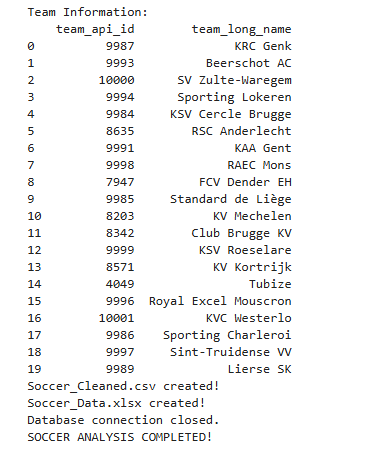 Team Information:
team_api_id team_long_name
0 9987 KRC Genk
1 9993 Beerschot AC
2 10000 SV Zulte-Waregem
3 9994 Sporting Lokeren
4 9984 KSV Cercle Brugge
5 8635 RSC Anderlecht
6 9991 KAA Gent
7 9998 RAEC Mons
8 7947 FCV Dender EH
9 9985 Standard de Liège
10 8203 KV Mechelen
11 8342 Club Brugge KV
12 9999 KSV Roeselare
13 8571 KV Kortrijk
14 4049 Tubize
15 9996 Royal Excel Mouscron
16 10001 KVC Westerlo
17 9986 Sporting Charleroi
18 9997 Sint-Truidense VV
19 9989 Lierse SK
Soccer_Cleaned.csv created!
Soccer_Data.xlsx created!
Database connection closed.
SOCCER ANALYSIS COMPLETED!